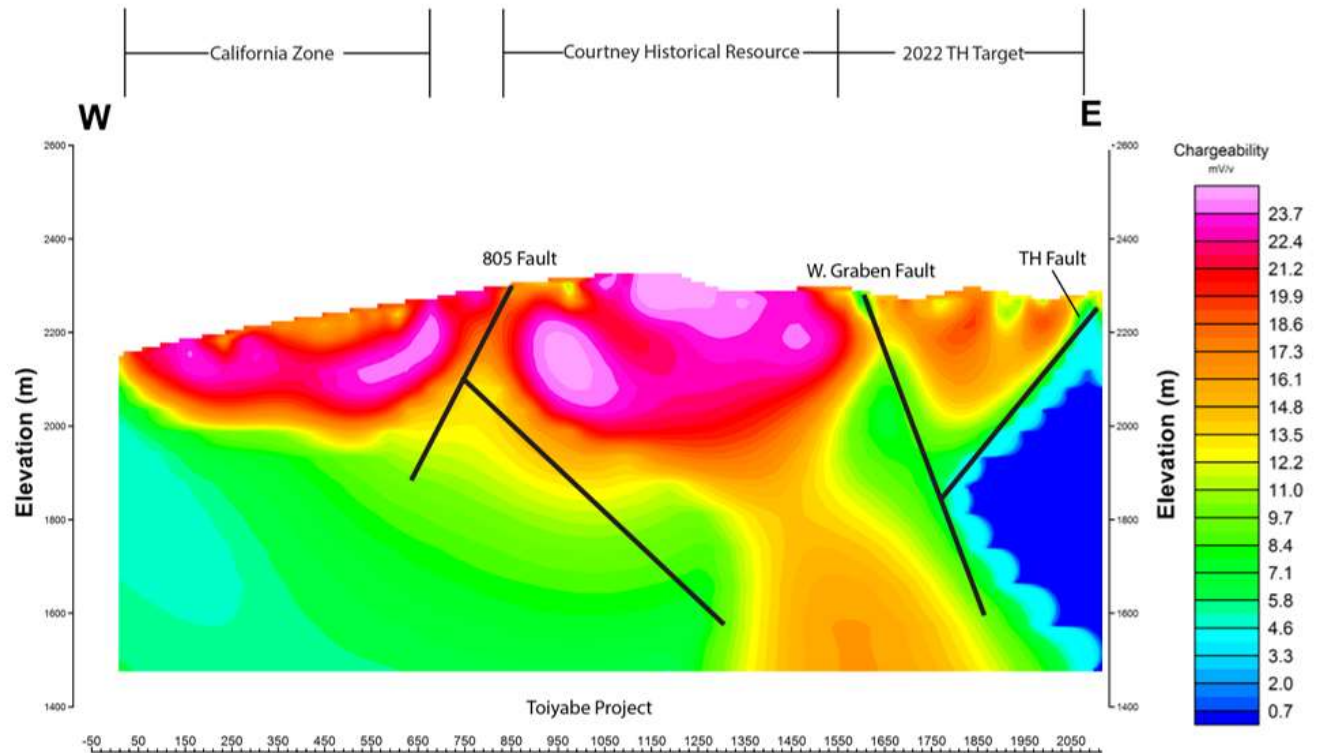 California Zone
Courtney Historical Resource
2022 TH Target
W
E
2600
2400
2200
2000
1800
1600
1400
Elevation (m)
805 Fault
W. Graben Fault
TH Fault
2600
2400
2200
2000
1800
1600
1400
Elevation (m)
Chargeability
mV/v
23.7
22.4
21.2
19.9
18.6
17.3
16.1
14.8
13.5
12.2
11.0
9.7
8.4
7.1
5.8
4.6
3.3
2.0
0.7
Toiyabe Project
-50 50 150 250 350 450 550 650 750 850 950 1050 1150 1250 1350 1450 1550 1650 1750 1850 1950 2050